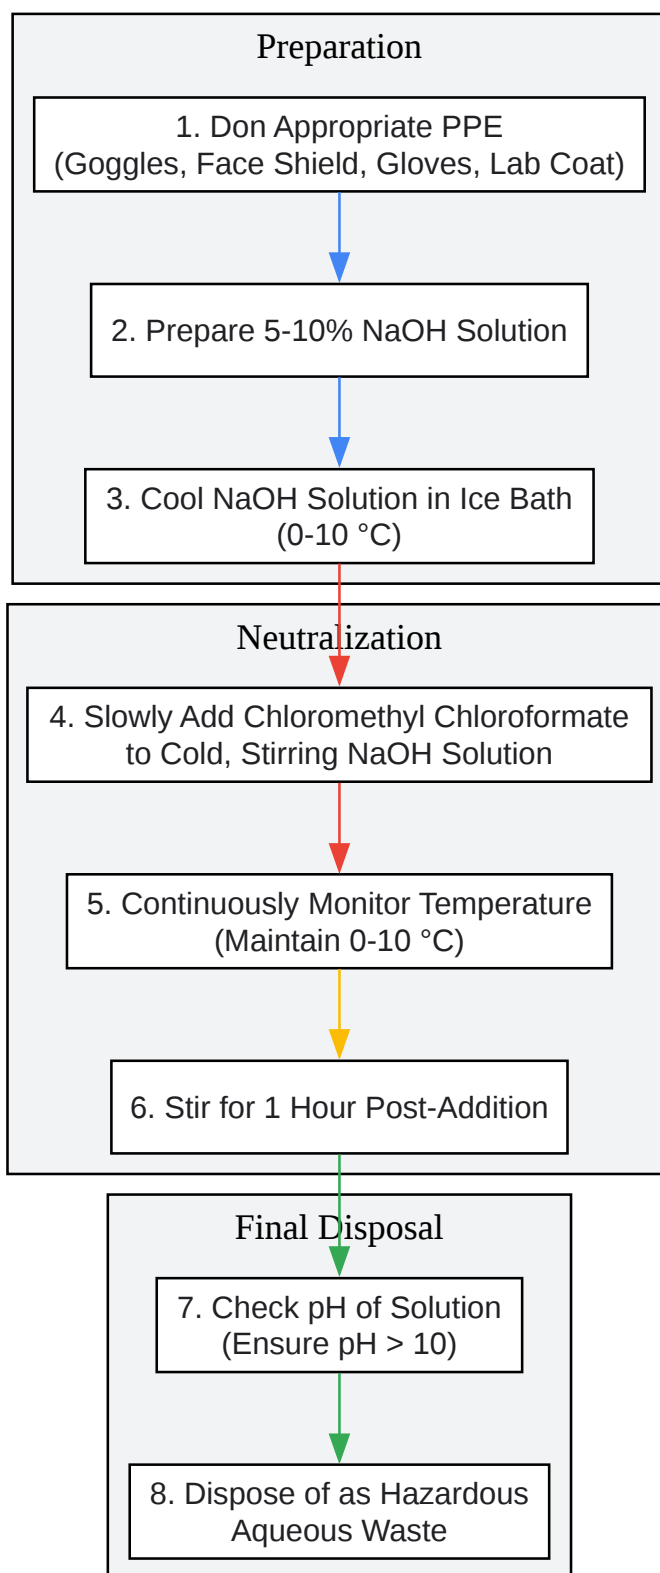 Preparation
1. Don Appropriate PPE
(Goggles, Face Shield, Gloves, Lab Coat)
2. Prepare 5-10% NaOH Solution
3. Cool NaOH Solution in Ice Bath
(0-10 °C)
Neutralization
4. Slowly Add Chloromethyl Chloroformate
to Cold, Stirring NaOH Solution
5. Continuously Monitor Temperature
(Maintain 0-10 °C)
6. Stir for 1 Hour Post-Addition
Final Disposal
7. Check pH of Solution
(Ensure pH > 10)
8. Dispose of as Hazardous
Aqueous Waste